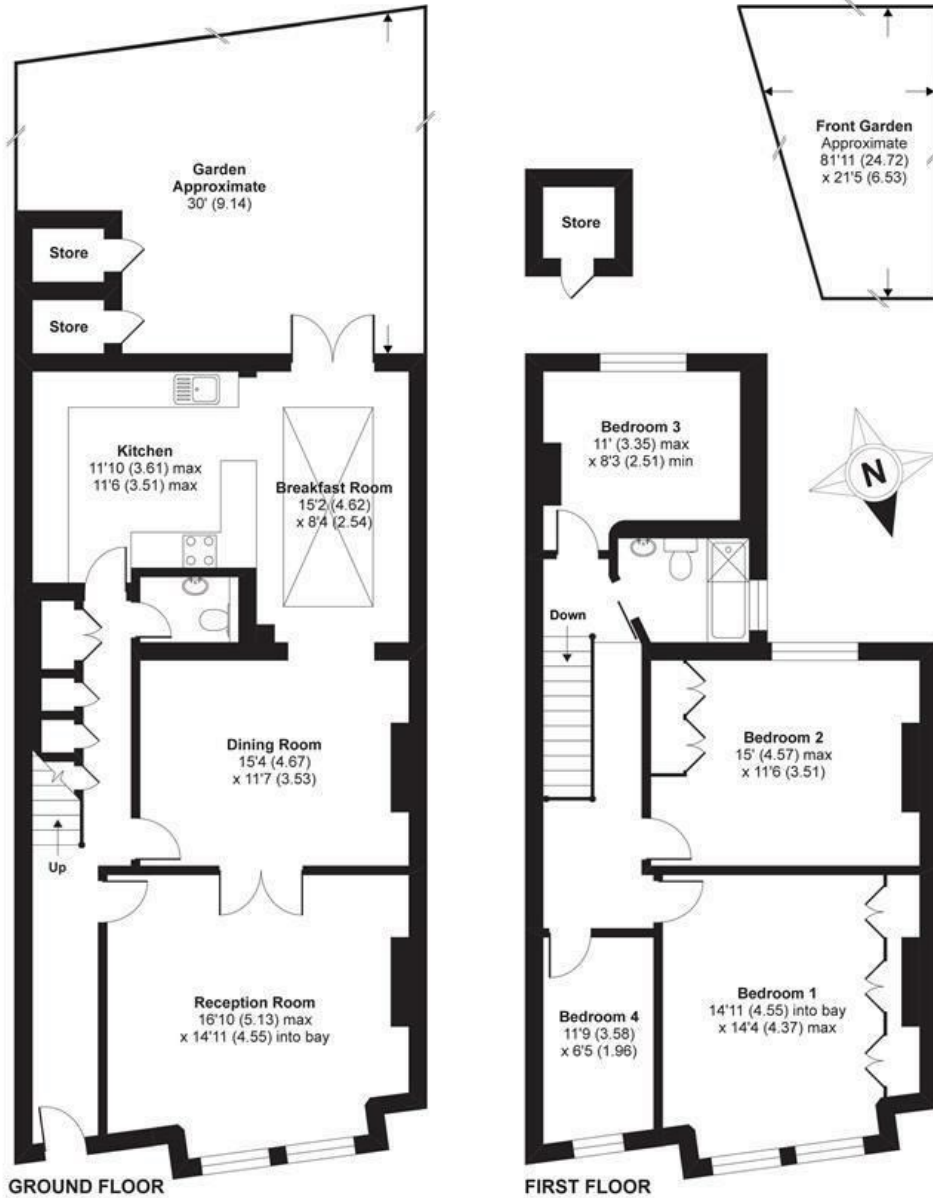 Garden
Approximate
30' (9.14)
Store
Store
Kitchen
11'10 (3.61) max
11'6 (3.51) max
Breakfast Room
15'2 (4.62)
x 8'4 (2.54)
Dining Room
15'4 (4.67)
x 11'7 (3.53)
Up
Reception Room
16'10 (5.13) max
x 14'11 (4.55) into bay
GROUND FLOOR
Front Garden
Approximate
81'11 (24.72)
x 21'5 (6.53)
Store
Bedroom 3
11' (3.35) max
x 8'3 (2.51) min
N
Down
Bedroom 2
15' (4.57) max
x 11'6 (3.51)
Bedroom 1
14'11 (4.55) into bay
x 14'4 (4.37) max
Bedroom 4
11'9 (3.58)
x 6'5 (1.96)
FIRST FLOOR